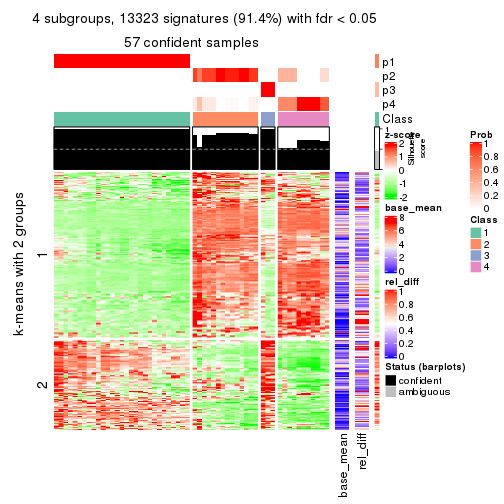 4 subgroups, 13323 signatures (91.4%) with fdr < 0.05
57 confident samples
p1
p2
p3
p4
Class
1
Silhouette
score
k-means with 2 groups
1
2
base_mean
rel_diff
z-score
2
1
0
-1
-2
base_mean
8
6
4
2
0
rel_diff
1
0.8
0.6
0.4
0.2
0
Status (barplots)
confident
ambiguous
Prob
1
0.8
0.6
0.4
0.2
0
Class
1
2
3
4